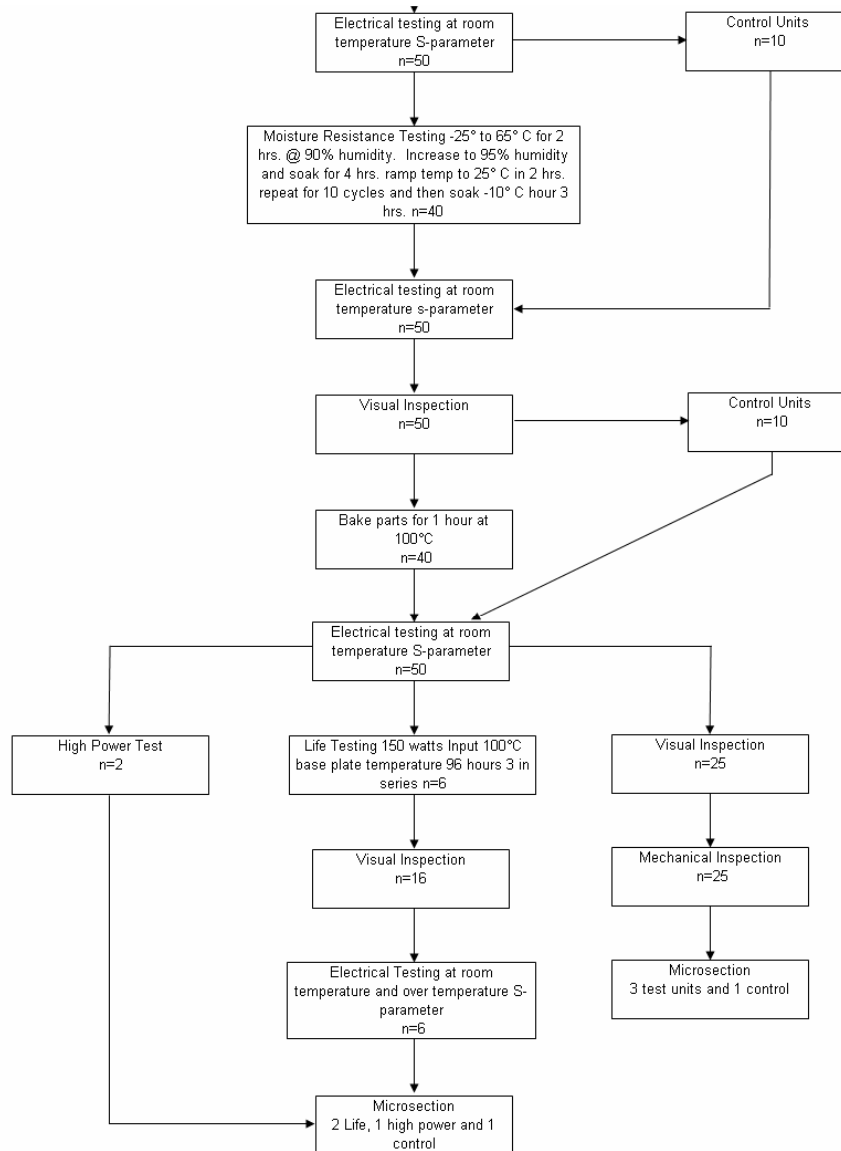 Electrical testing at room
temperature S-parameter
n=50
Control Units
n=10
Moisture Resistance Testing -25° to 65° C for 2
hrs. @ 90% humidity.  Increase to 95% humidity
and soak for 4 hrs. ramp temp to 25° C in 2 hrs.
repeat for 10 cycles and then soak -10° C hour 3
hrs. n=40
Electrical testing at room
temperature s-parameter
n=50
Visual Inspection
n=50
Control Units
n=10
Bake parts for 1 hour at
100°C
n=40
Electrical testing at room
temperature S-parameter
n=50
High Power Test
n=2
Life Testing 150 watts Input 100°C
base plate temperature 96 hours 3 in
series n=6
Visual Inspection
n=25
Visual Inspection
n=16
Mechanical Inspection
n=25
Electrical Testing at room
temperature and over temperature S-
parameter
n=6
Microsection
3 test units and 1 control
Microsection
2 Life, 1 high power and 1
control